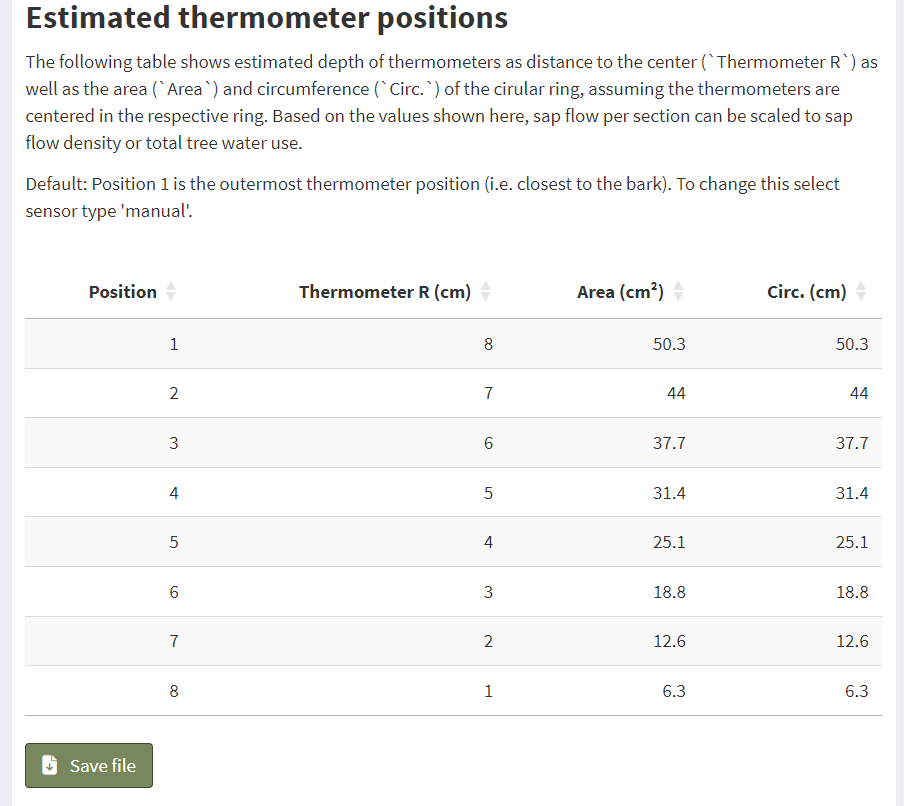 Estimated thermometer positions
The following table shows estimated depth of thermometers as distance to the center (`Thermometer R`) as
well as the area (`Area`) and circumference (`Circ.`) of the cirular ring, assuming the thermometers are
centered in the respective ring. Based on the values shown here, sap flow per section can be scaled to sap
flow density or total tree water use.
Default: Position 1 is the outermost thermometer position (i.e. closest to the bark). To change this select
sensor type 'manual'.
Position Thermometer R (cm) Area (cm²) Circ. (cm)
1 8 50.3 50.3
2 7 44 44
3 6 37.7 37.7
4 5 31.4 31.4
5 4 25.1 25.1
6 3 18.8 18.8
7 2 12.6 12.6
8 1 6.3 6.3
Save file